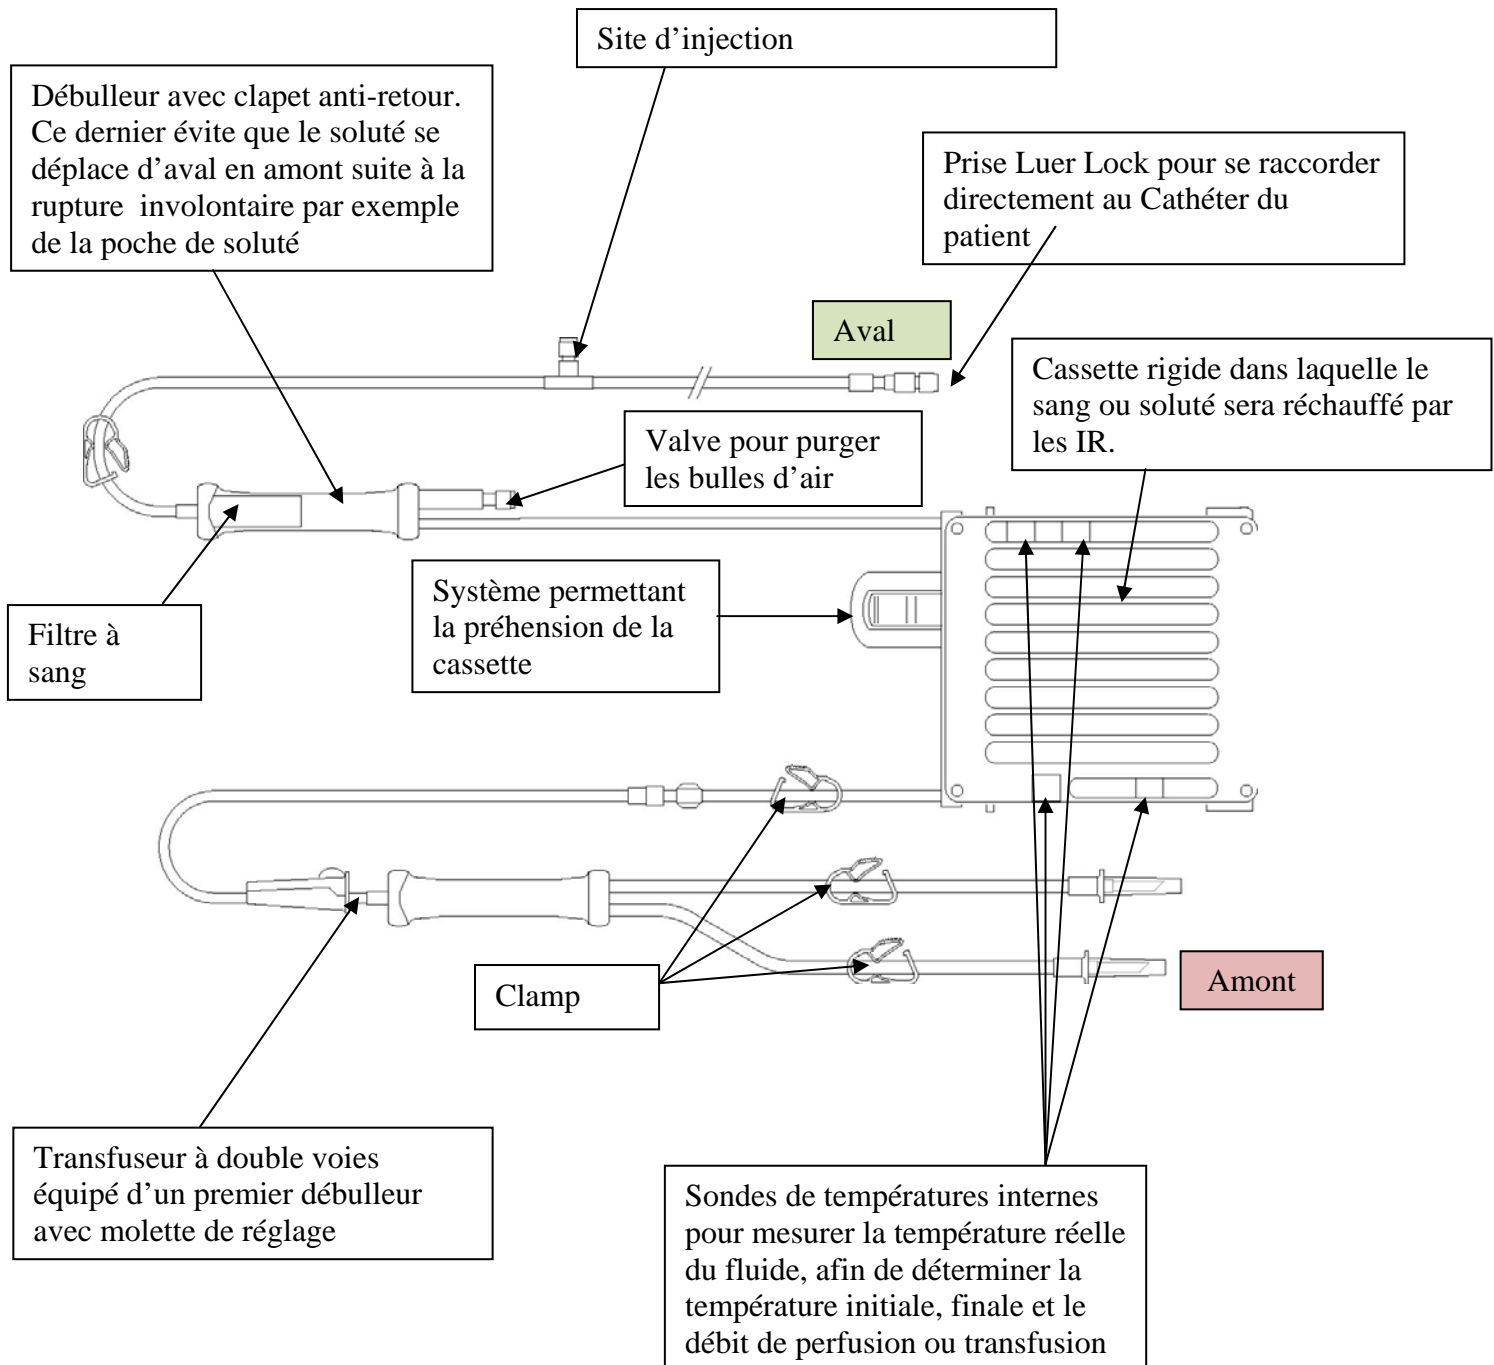 Site d’injection
Débulleur avec clapet anti-retour.
Ce dernier évite que le soluté se
déplace d’aval en amont suite à la
rupture  involontaire par exemple
de la poche de soluté
Prise Luer Lock pour se raccorder
directement au Cathéter du
patient
Aval
Cassette rigide dans laquelle le
sang ou soluté sera réchauffé par
les IR.
Valve pour purger
les bulles d’air
Système permettant
la préhension de la
cassette
Filtre à
sang
Clamp
Amont
Transfuseur à double voies
équipé d’un premier débulleur
avec molette de réglage
Sondes de températures internes
pour mesurer la température réelle
du fluide, afin de déterminer la
température initiale, finale et le
débit de perfusion ou transfusion